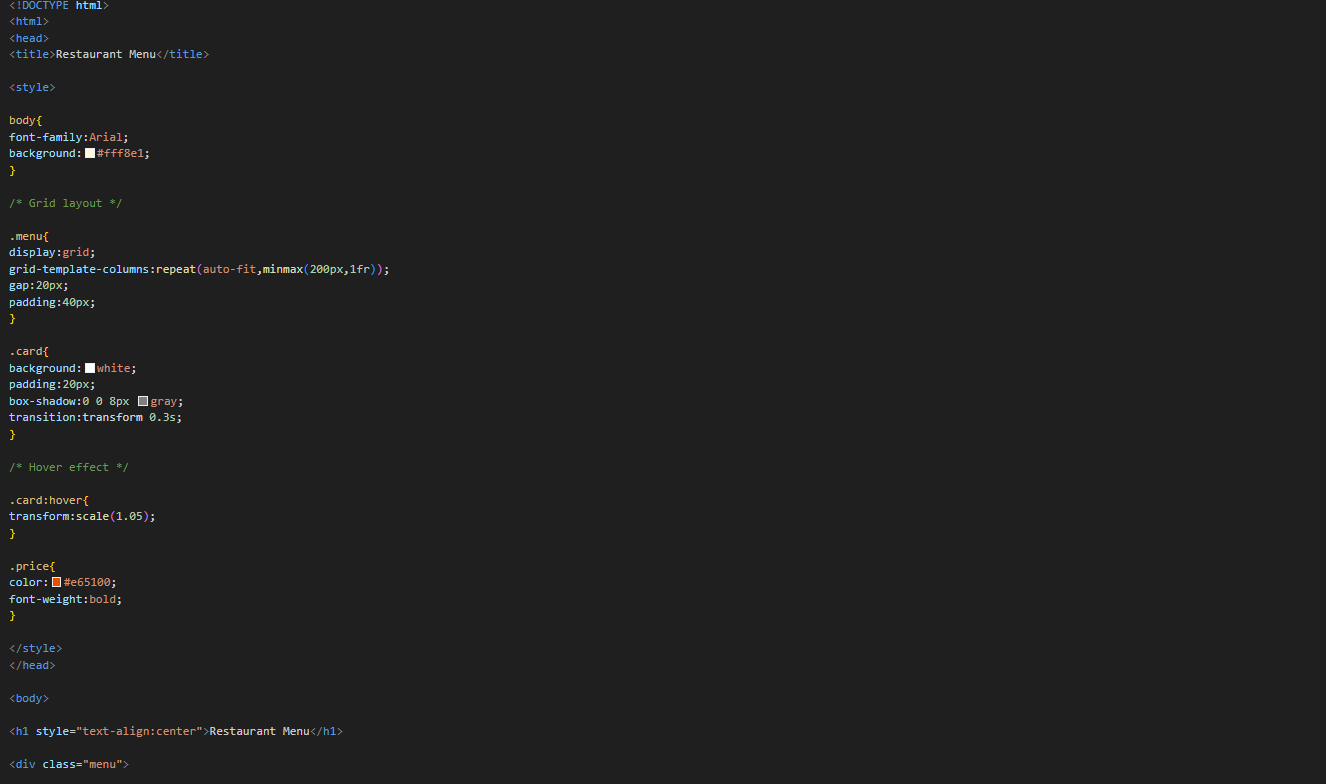 <!DOCTYPE html>
<html>
<head>
<title>Restaurant Menu</title>
<style>
body{
font-family:Arial;
background:#fff8e1;
}
/* Grid layout */
.menu{
display:grid;
grid-template-columns:repeat(auto-fit,minmax(200px,1fr));
gap:20px;
padding:40px;
}
.card{
background:white;
padding:20px;
box-shadow:0 0 8px gray;
transition:transform 0.3s;
}
/* Hover effect */
.card:hover{
transform:scale(1.05);
}
.price{
color:#e65100;
font-weight:bold;
}
</style>
</head>
<body>
<h1 style="text-align:center">Restaurant Menu</h1>
<div class="menu">